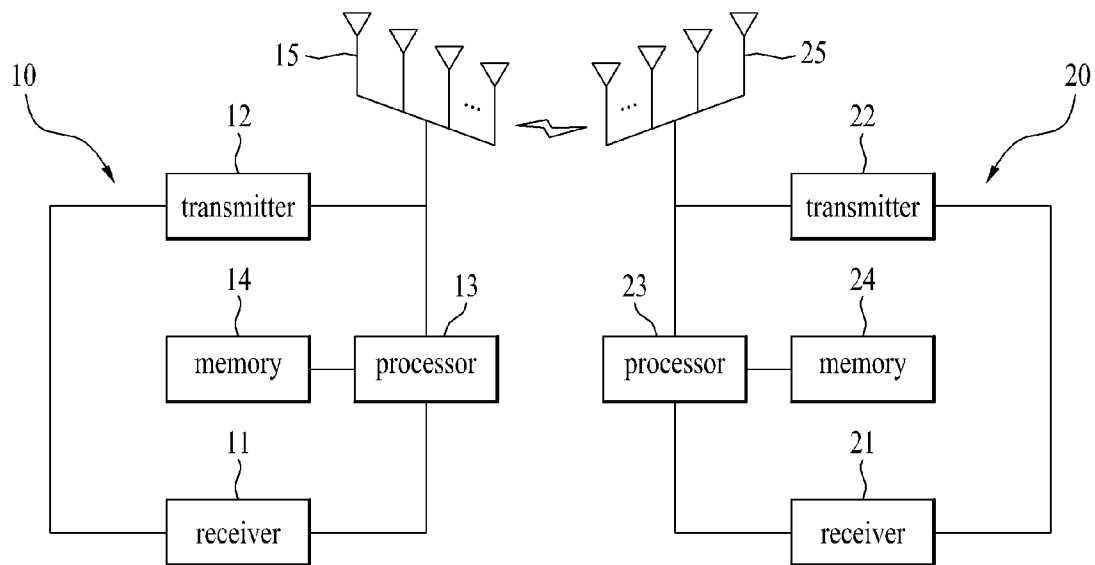 15
25
10
20
12
22
transmitter
transmitter
14
13
23
24
memory
processor
processor
memory
11
21
receiver
receiver